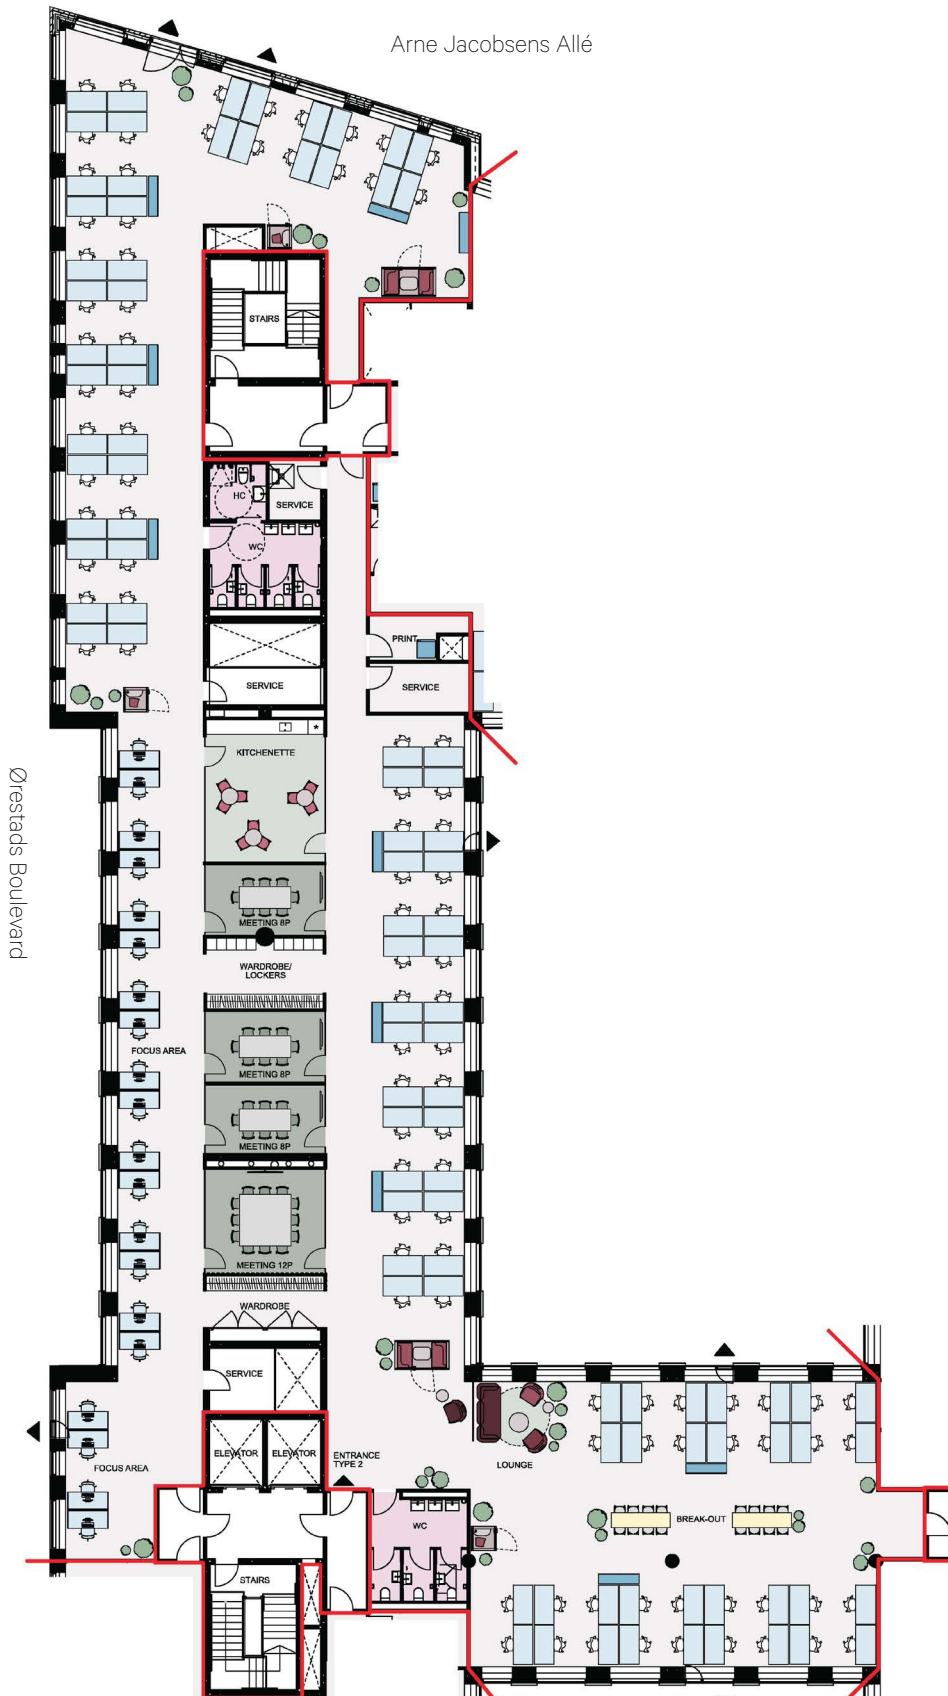 Arne Jacobsens Allé
STAIRS
HC
SERVICE
WC
PRINT
SERVICE
SERVICE
KITCHENETTE
Ørestads Boulevard
MEETING 8P
WARDROBE/
LOCKERS
FOCUS AREA
MEETING 8P
MEETING 8P
MEETING 12P
WARDROBE
SERVICE
ELEVATOR
ELEVATOR
ENTRANCE
TYPE 2
FOCUS AREA
LOUNGE
WC
BREAK-OUT
STAIRS